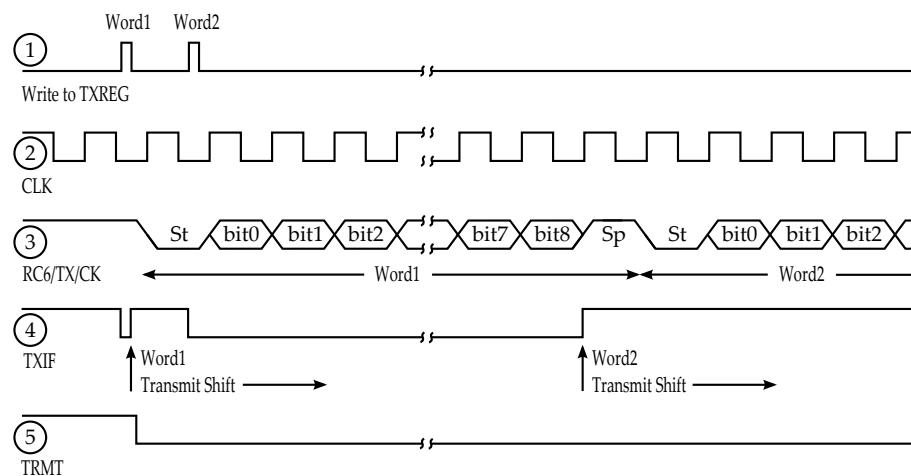 Word1 Word2
1
Write to TXREG
2
CLK
3 St bit0 bit1 bit2 bit7 bit8 Sp St bit0 bit1 bit2
RC6/TX/CK Word1 Word2
4
TXIF Word1 Word2
Transmit Shift Transmit Shift
5
TRMT